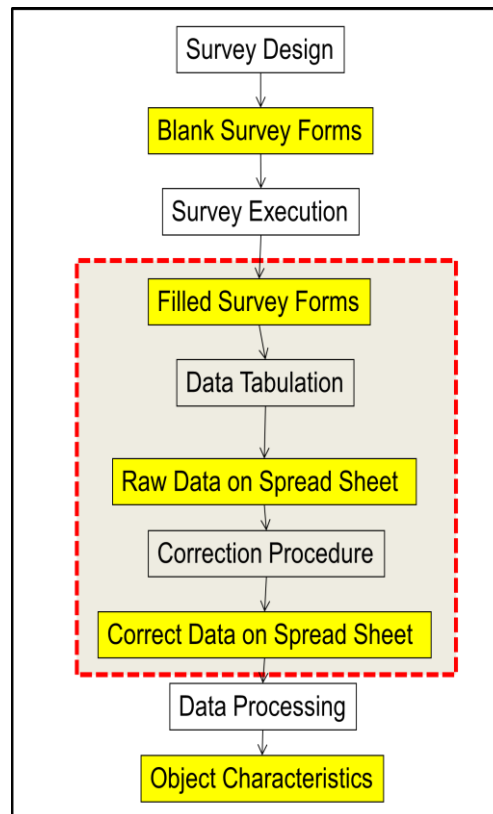 Survey Design
Blank Survey Forms
Survey Execution
Filled Survey Forms
Data Tabulation
Raw Data on Spread Sheet
Correction Procedure
Correct Data on Spread Sheet
Data Processing
Object Characteristics